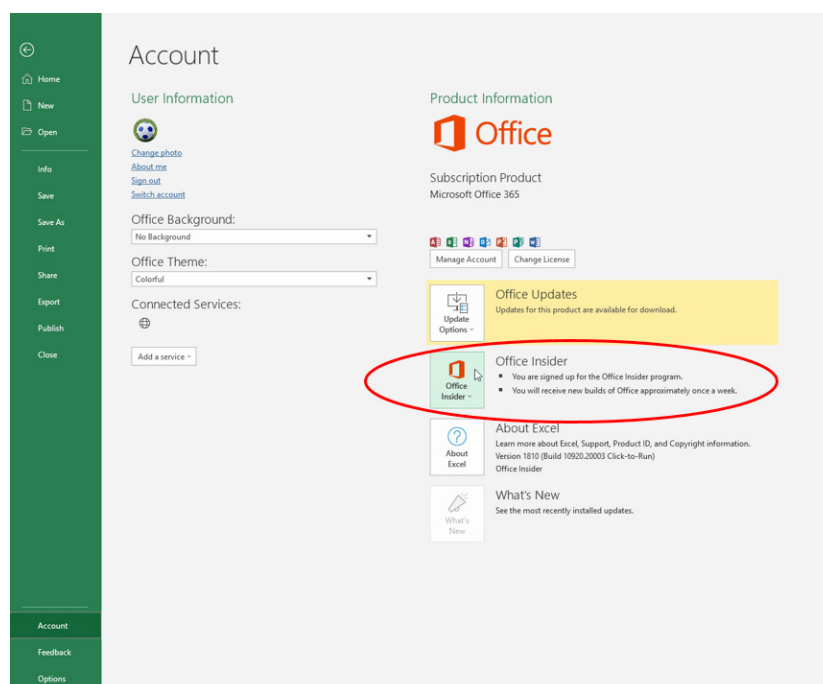 Home
New
Open
Info
Save
Save As
Print
Share
Export
Publish
Close
Account
Feedback
Options
Account
User Information
Change photo
About me
Sign out
Switch account
Office Background:
No Background
Office Theme:
Colorful
Connected Services:
Add a service
Product Information
Office
Subscription Product
Microsoft Office 365
Manage Account
Change License
Update
Options
Office Updates
Updates for this product are available for download.
Office
Insider
Office Insider
You are signed up for the Office Insider program.
You will receive new builds of Office approximately once a week.
About
Excel
About Excel
Learn more about Excel, Support, Product ID, and Copyright information.
Version 1810 (Build 10920.20003 Click-to-Run)
Office Insider
What's
New
What's New
See the most recently installed updates.